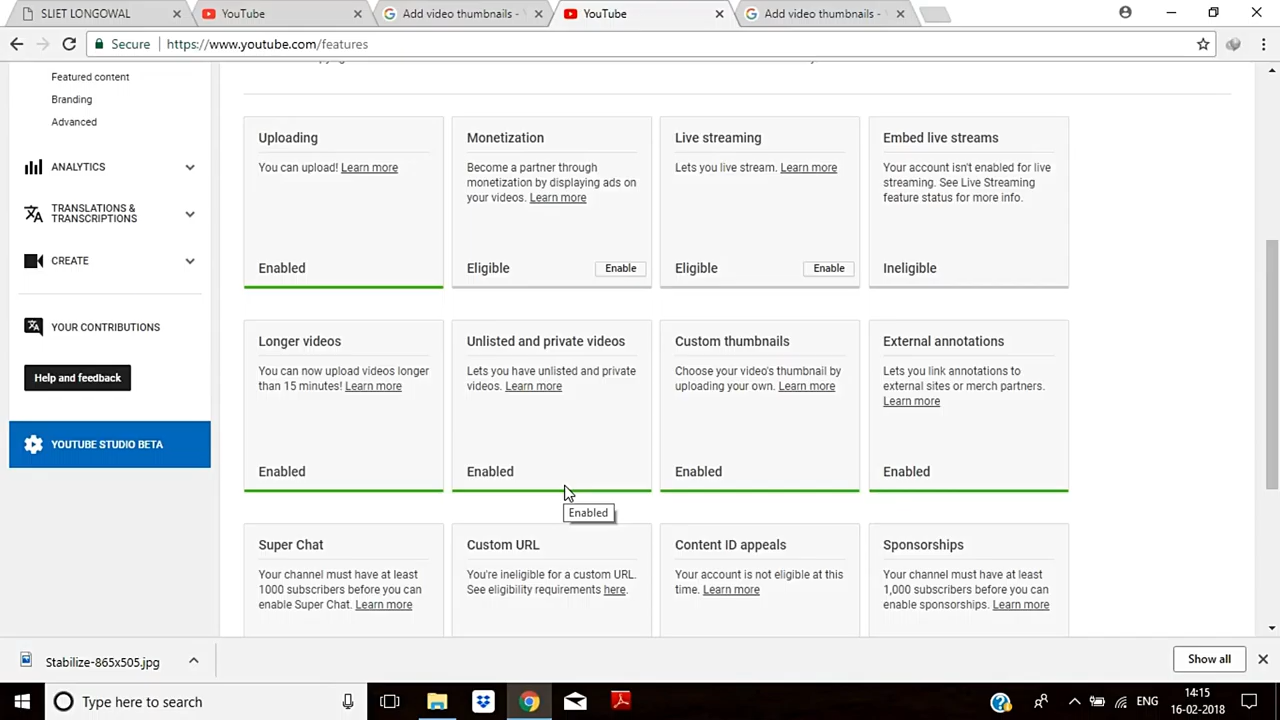 SLIET LONGOWAL
YouTube
Add video thumbnails -
YouTube
Add video thumbnails -
Secure
https://www.youtube.com/features
Featured content
Branding
Advanced
ANALYTICS
TRANSLATIONS &
TRANSCRIPTIONS
CREATE
YOUR CONTRIBUTIONS
Help and feedback
YOUTUBE STUDIO BETA
Uploading
You can upload! Learn more
Enabled
Monetization
Become a partner through
monetization by displaying ads on
your videos. Learn more
Eligible
Enable
Live streaming
Lets you live stream. Learn more
Eligible
Enable
Embed live streams
Your account isn't enabled for live
streaming. See Live Streaming
feature status for more info.
Ineligible
Longer videos
You can now upload videos longer
than 15 minutes! Learn more
Enabled
Unlisted and private videos
Lets you have unlisted and private
videos. Learn more
Enabled
Enabled
Custom thumbnails
Choose your video's thumbnail by
uploading your own. Learn more
Enabled
External annotations
Lets you link annotations to
external sites or merch partners.
Learn more
Enabled
Super Chat
Your channel must have at least
1000 subscribers before you can
enable Super Chat. Learn more
Custom URL
You're ineligible for a custom URL.
See eligibility requirements here.
Content ID appeals
Your account is not eligible at this
time. Learn more
Sponsorships
Your channel must have at least
1,000 subscribers before you can
enable sponsorships. Learn more
Stabilize-865x505.jpg
Show all
Type here to search
ENG
14:15
16-02-2018